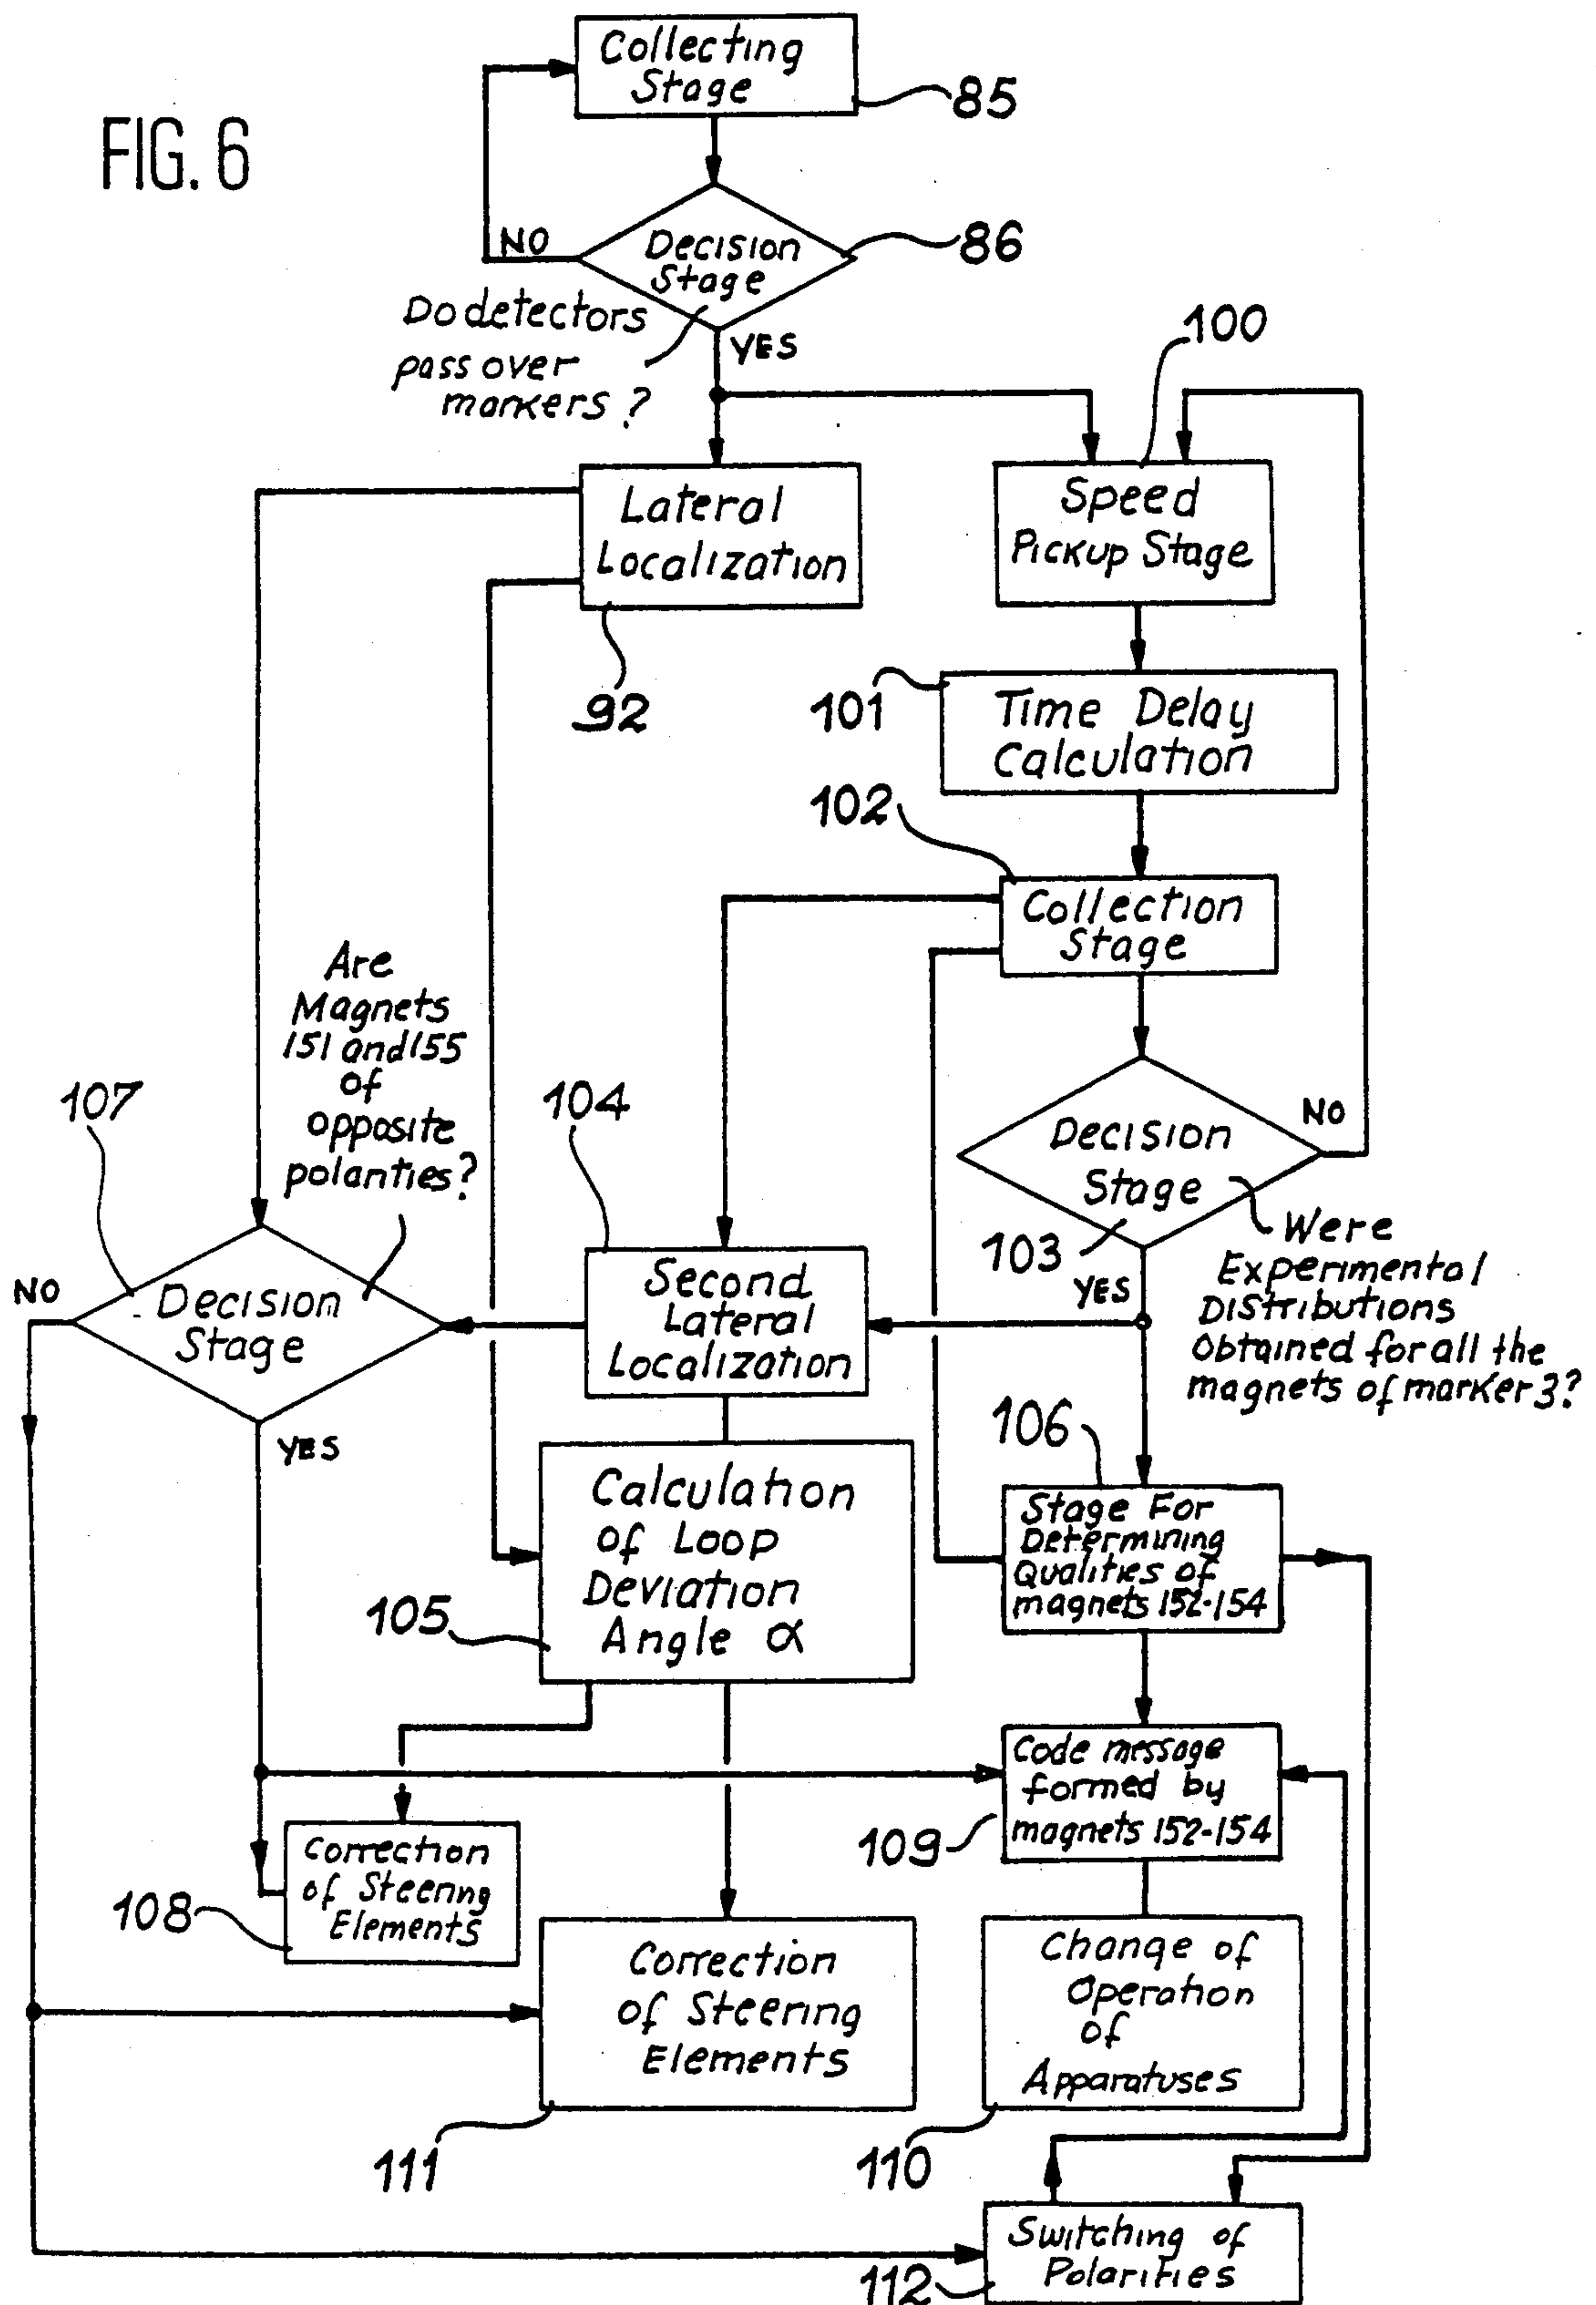 FIG. 6
Collecting
Stage
85
NO
Decision
Stage
86
Do detectors
pass over
markers ?
YES
100
Lateral
Localization
92
Speed
Pickup Stage
101
Time Delay
Calculation
102
Collection
Stage
Are
Magnets
151 and 155
of
opposite
polanties?
107
104
NO
Decision
Stage
103
YES
Were
Experimental
Distributions
Obtained for all the
magnets of marker 3?
NO
Decision
Stage
YES
Second
Lateral
Localization
106
Calculation
of Loop
Deviation
Angle α
105
Stage For
Determining
Qualities of
magnets 152-154
Code message
formed by
magnets 152-154
109
Correction
of Steering
Elements
108
Correction
of Steering
Elements
111
Change of
Operation
of
Apparatuses
110
Switching of
Polarities
112